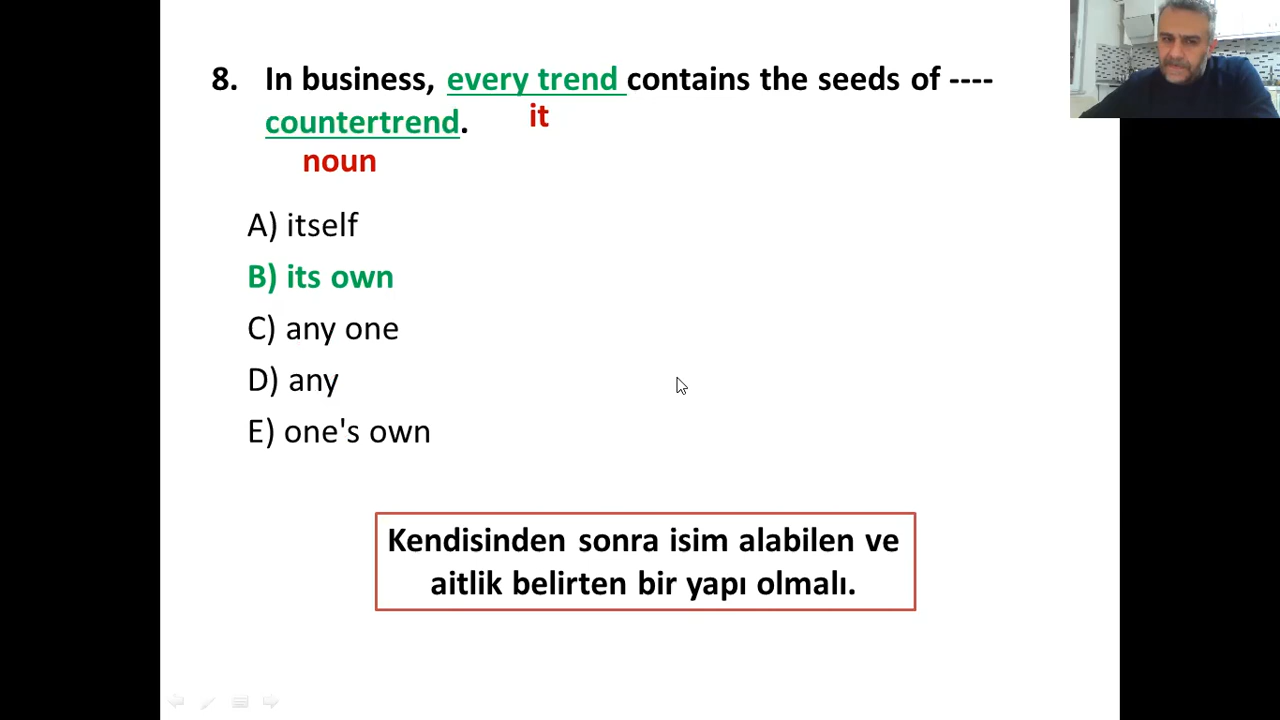 8. In business, every trend contains the seeds of ----
countertrend. it
noun
A) itself
B) its own
C) any one
D) any
E) one's own
Kendisinden sonra isim alabilen ve
aitlik belirten bir yapı olmalı.